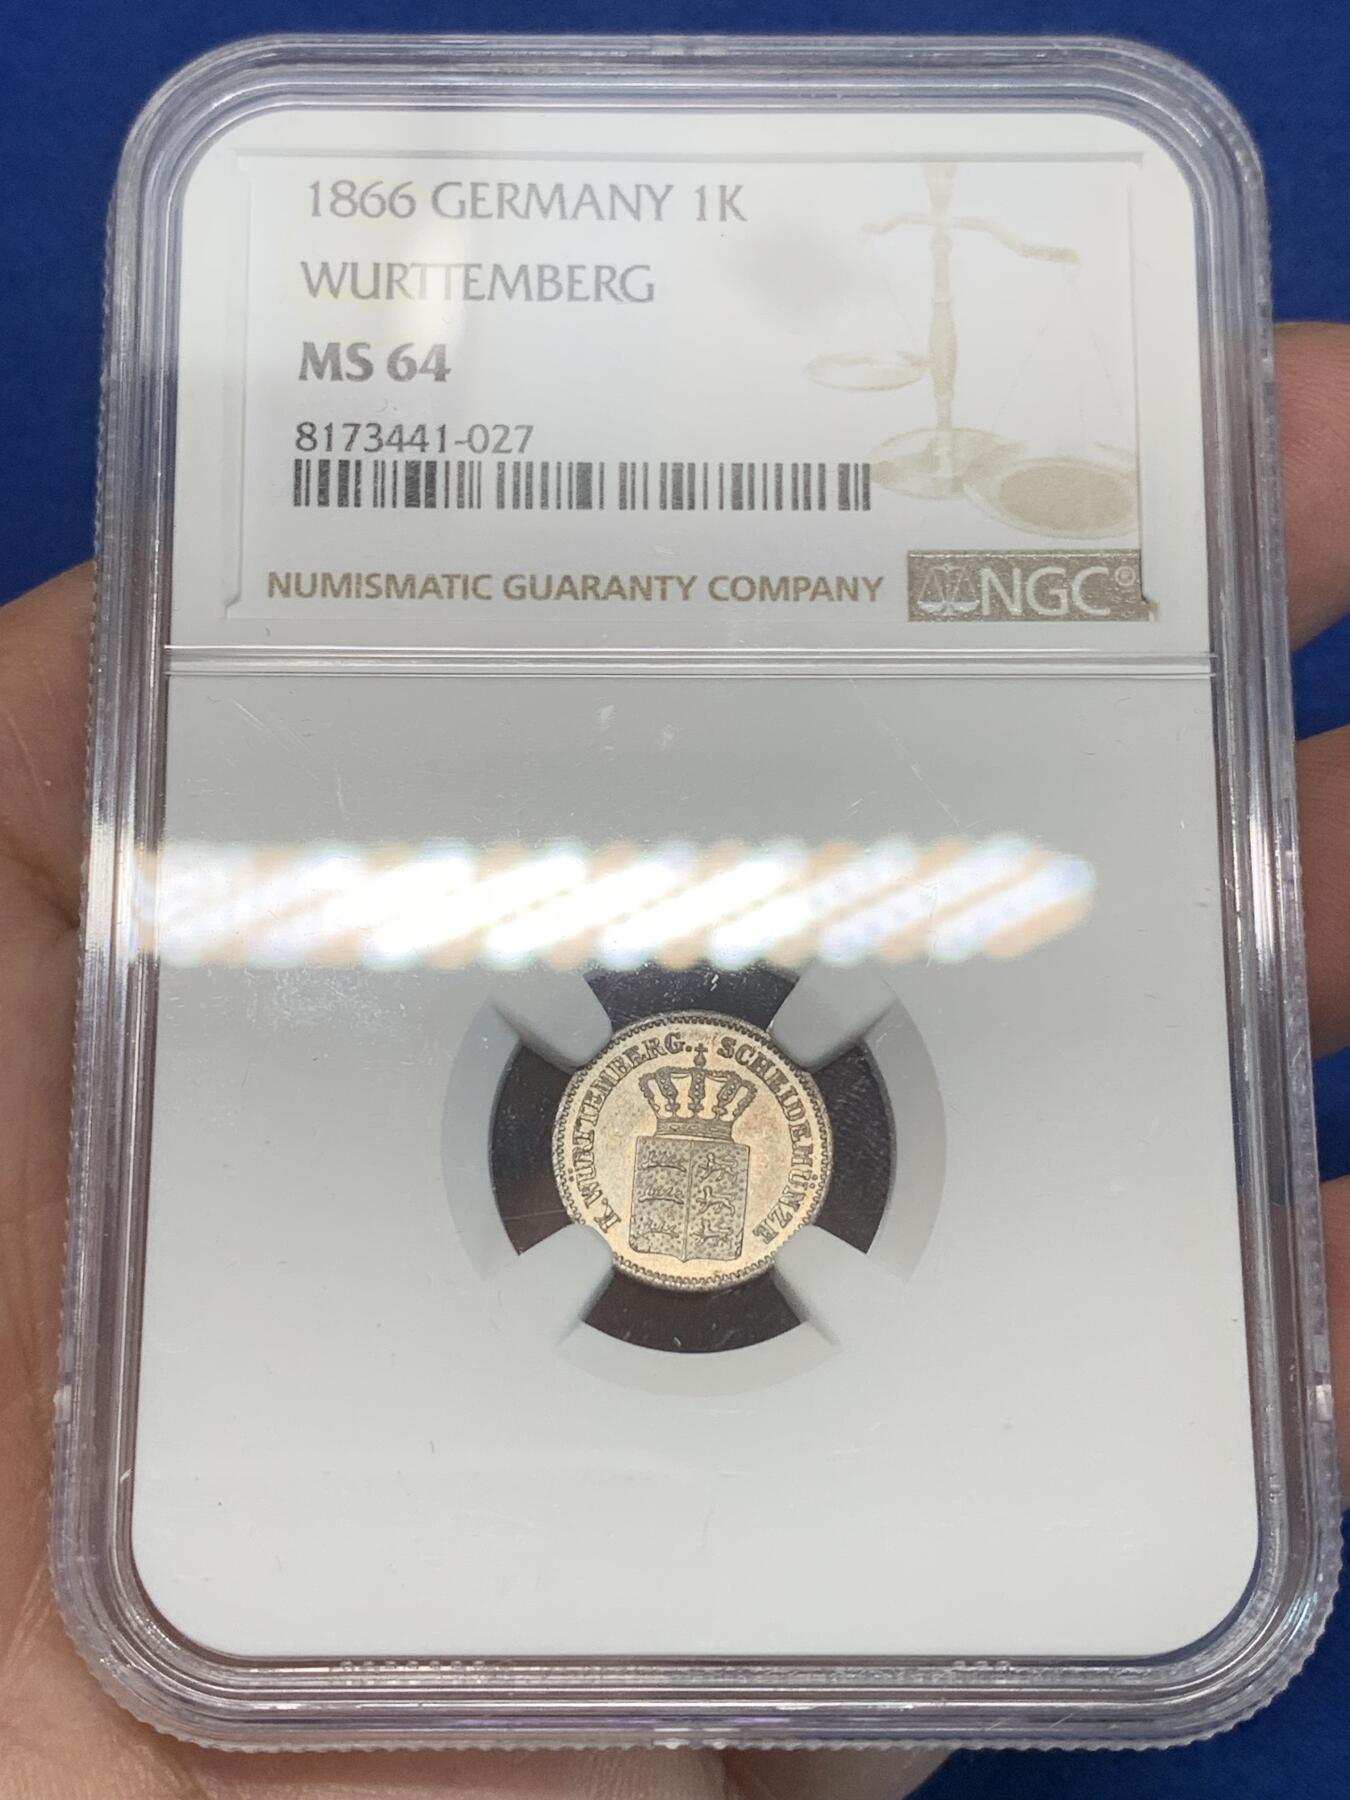 1866 GERMANY 1K
WURTTEMBERG
MS 64
8173441-027
NUMISMATIC GUARANTY COMPANY
NGC®
K. WÜRTTEMBERG. SCHEIDEMÜNZE